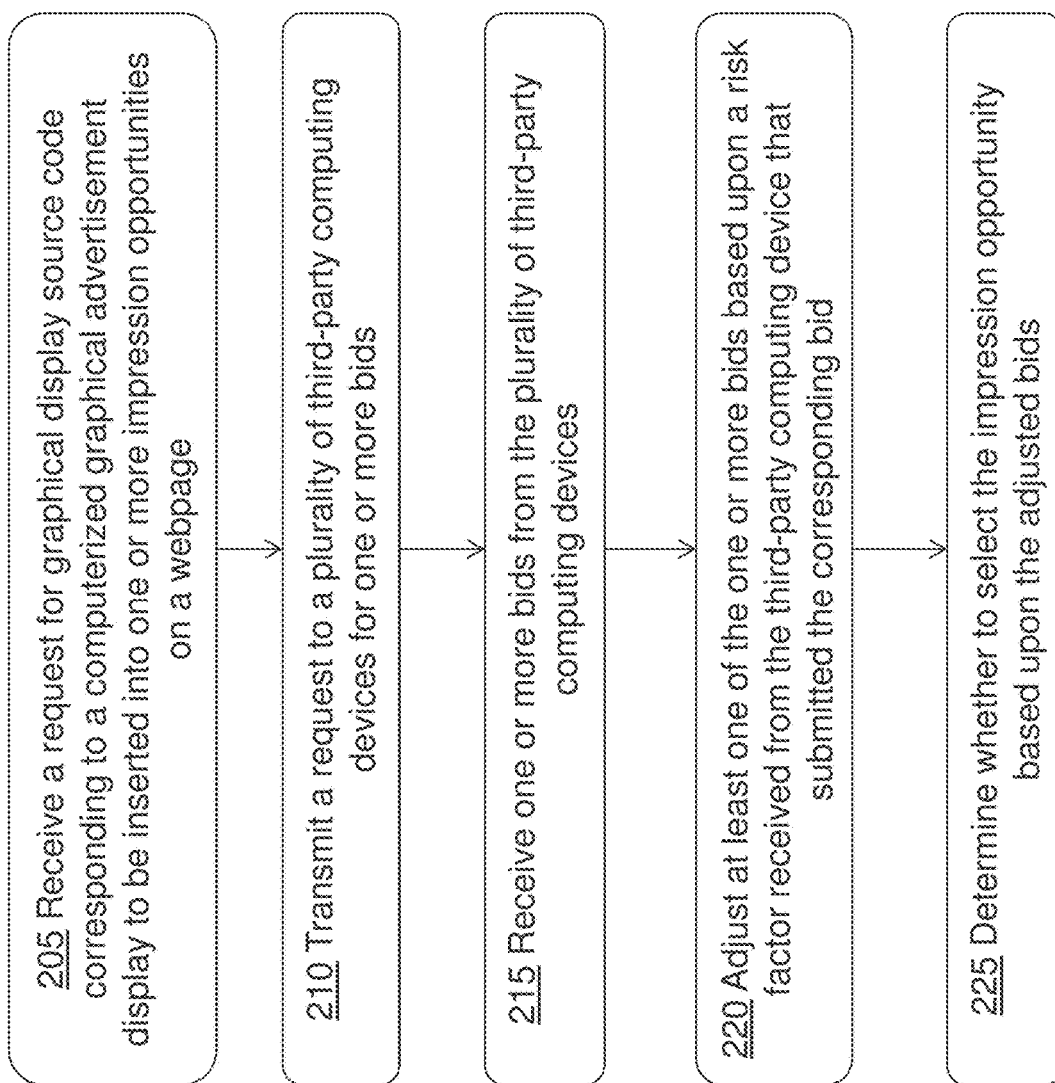 205 Receive a request for graphical display source code
corresponding to a computerized graphical advertisement
display to be inserted into one or more impression opportunities
on a webpage
210 Transmit a request to a plurality of third-party computing
devices for one or more bids
215 Receive one or more bids from the plurality of third-party
computing devices
220 Adjust at least one of the one or more bids based upon a risk
factor received from the third-party computing device that
submitted the corresponding bid
225 Determine whether to select the impression opportunity
based upon the adjusted bids